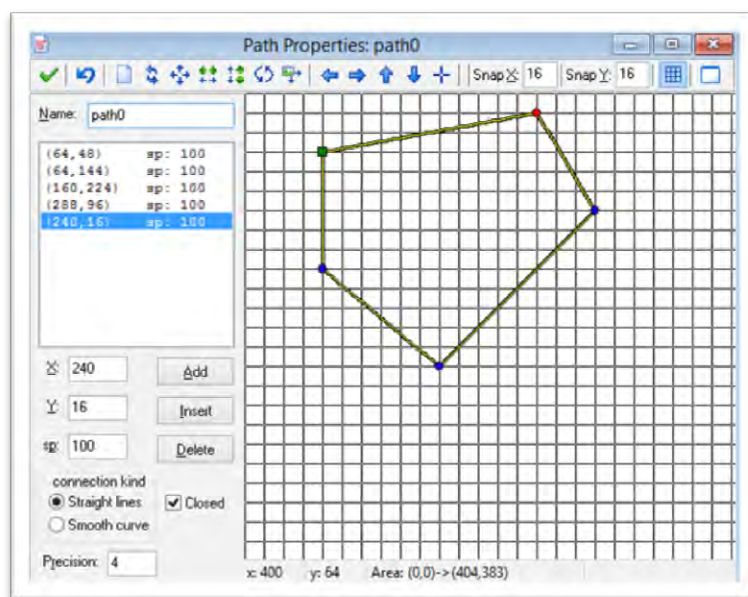 Path Properties: path0
Snap X: 16 Snap Y: 16
Name: path0
(64,48) sp: 100
(64,144) sp: 100
(160,224) sp: 100
(288,96) sp: 100
(240,16) sp: 100
X: 240 Add
Y: 16 Insert
sp: 100 Delete
connection kind
Straight lines Closed
Smooth curve
Precision: 4
x: 400 y: 64 Area: (0,0)->(404,383)